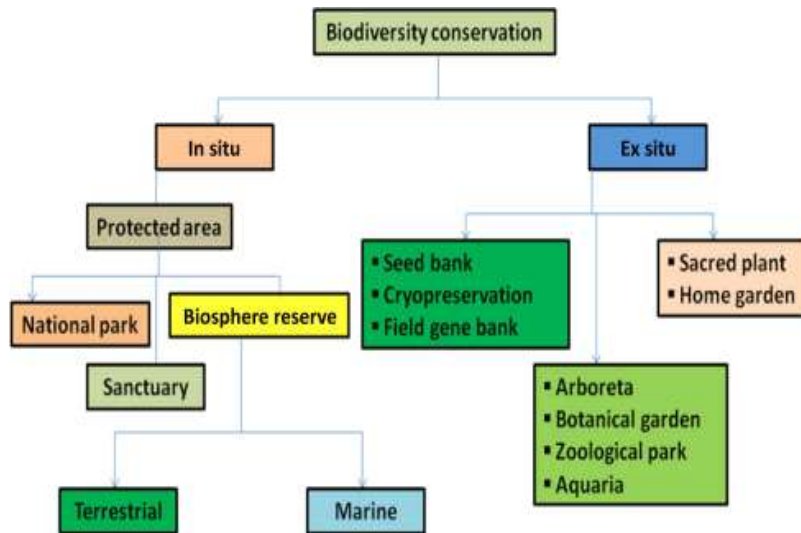 Biodiversity conservation
In situ
Ex situ
Protected area
National park
Sanctuary
Biosphere reserve
Terrestrial
Marine
▪ Seed bank
▪ Cryopreservation
▪ Field gene bank
▪ Arboreta
▪ Botanical garden
▪ Zoological park
▪ Aquaria
▪ Sacred plant
▪ Home garden